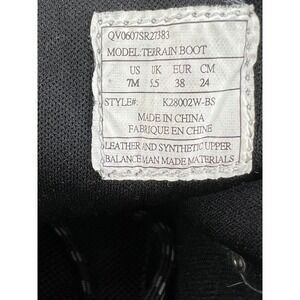 QV0607SR27383
MODEL:TERRAIN BOOT
US UK EUR CM
7M 5.5 38 24
STYLE#: K28002W-BS
MADE IN CHINA
FABRIQUE EN CHINE
LEATHER AND SYNTHETIC UPPER
BALANCE MAN MADE MATERIALS